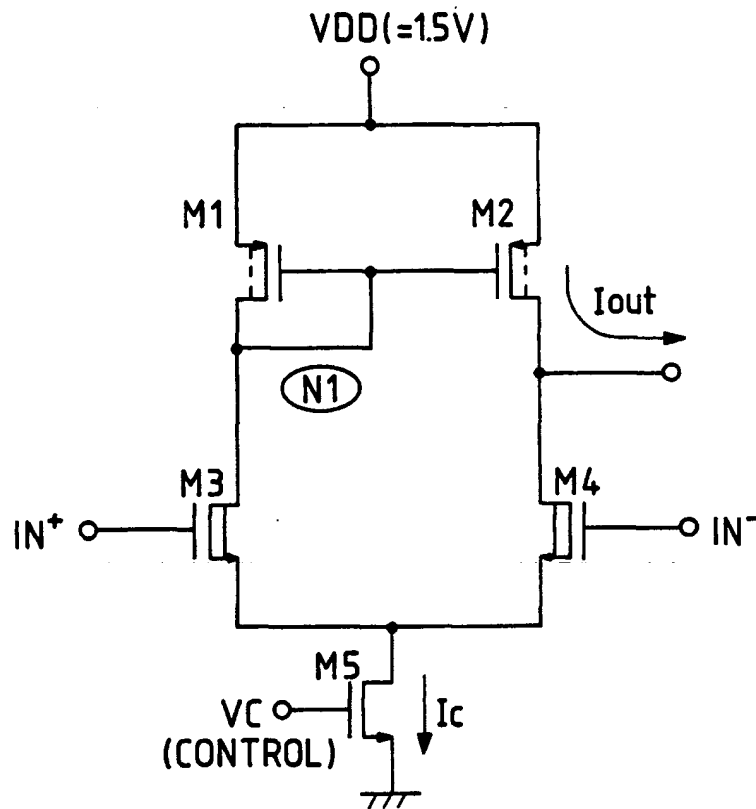 VDD(=1.5V)
M1
M2
Iout
N1
M3
M4
IN+
IN-
M5
VC
(CONTROL)
Ic